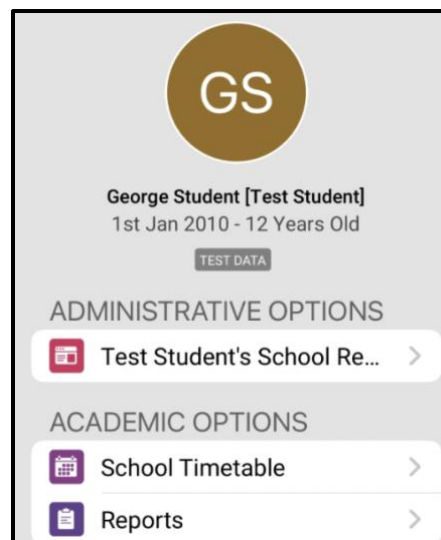 GS
George Student [Test Student]
1st Jan 2010 - 12 Years Old
TEST DATA
ADMINISTRATIVE OPTIONS
Test Student's School Re...
ACADEMIC OPTIONS
School Timetable
Reports